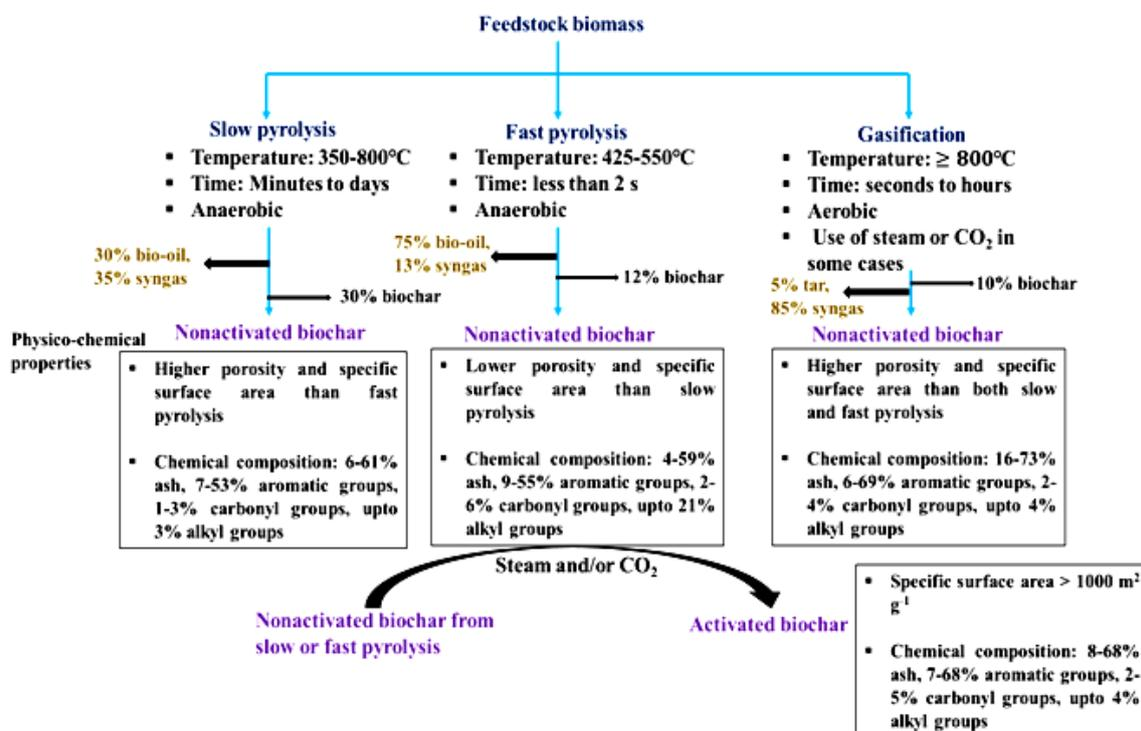 Feedstock biomass
Slow pyrolysis
▪ Temperature: 350-800°C
▪ Time: Minutes to days
▪ Anaerobic
30% bio-oil,
35% syngas
30% biochar
Nonactivated biochar
Fast pyrolysis
▪ Temperature: 425-550°C
▪ Time: less than 2 s
▪ Anaerobic
75% bio-oil,
13% syngas
12% biochar
Nonactivated biochar
Gasification
▪ Temperature: ≥ 800°C
▪ Time: seconds to hours
▪ Aerobic
▪ Use of steam or CO₂ in
some cases
5% tar,
85% syngas
10% biochar
Nonactivated biochar
Physico-chemical
properties
▪ Higher porosity and specific
surface area than fast
pyrolysis
▪ Chemical composition: 6-61%
ash, 7-53% aromatic groups,
1-3% carbonyl groups, upto
3% alkyl groups
▪ Lower porosity and specific
surface area than slow
pyrolysis
▪ Chemical composition: 4-59%
ash, 9-55% aromatic groups, 2-
6% carbonyl groups, upto 21%
alkyl groups
▪ Higher porosity and specific
surface area than both slow
and fast pyrolysis
▪ Chemical composition: 16-73%
ash, 6-69% aromatic groups, 2-
4% carbonyl groups, upto 4%
alkyl groups
Steam and/or CO₂
Nonactivated biochar from
slow or fast pyrolysis
Activated biochar
▪ Specific surface area > 1000 m²
g⁻¹
▪ Chemical composition: 8-68%
ash, 7-68% aromatic groups, 2-
5% carbonyl groups, upto 4%
alkyl groups